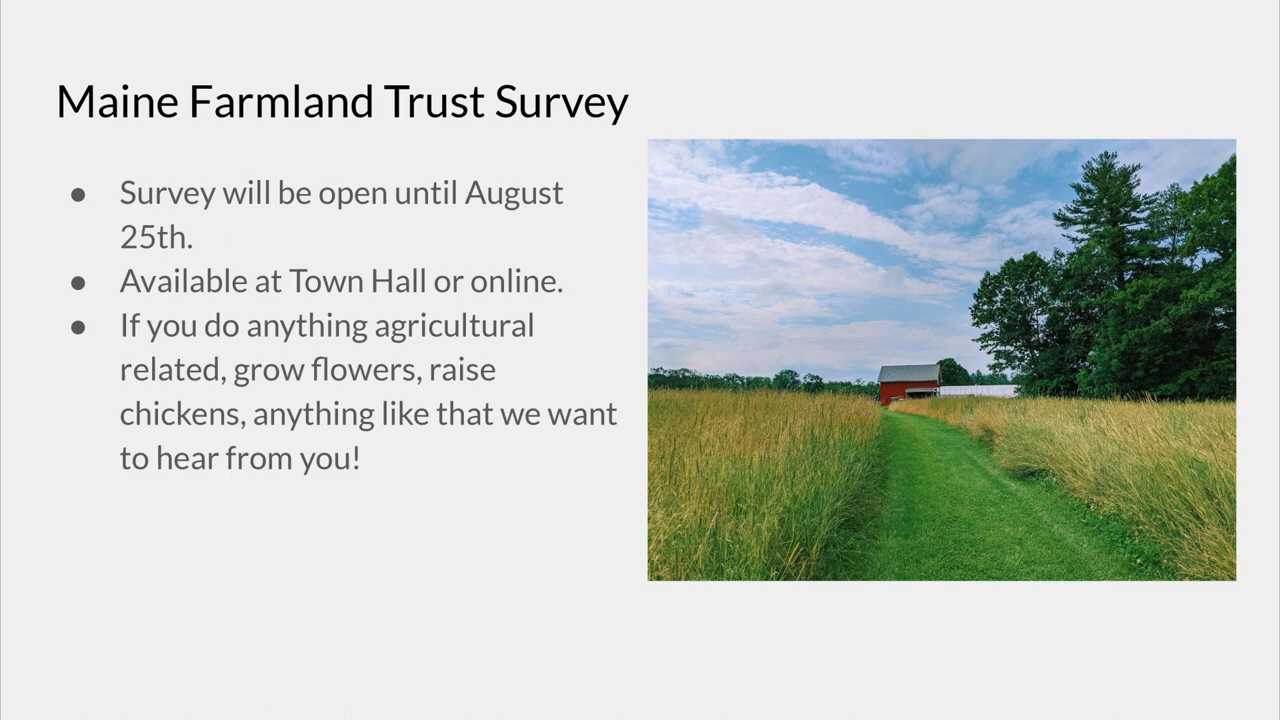 Maine Farmland Trust Survey
● Survey will be open until August
25th.
● Available at Town Hall or online.
● If you do anything agricultural
related, grow flowers, raise
chickens, anything like that we want
to hear from you!